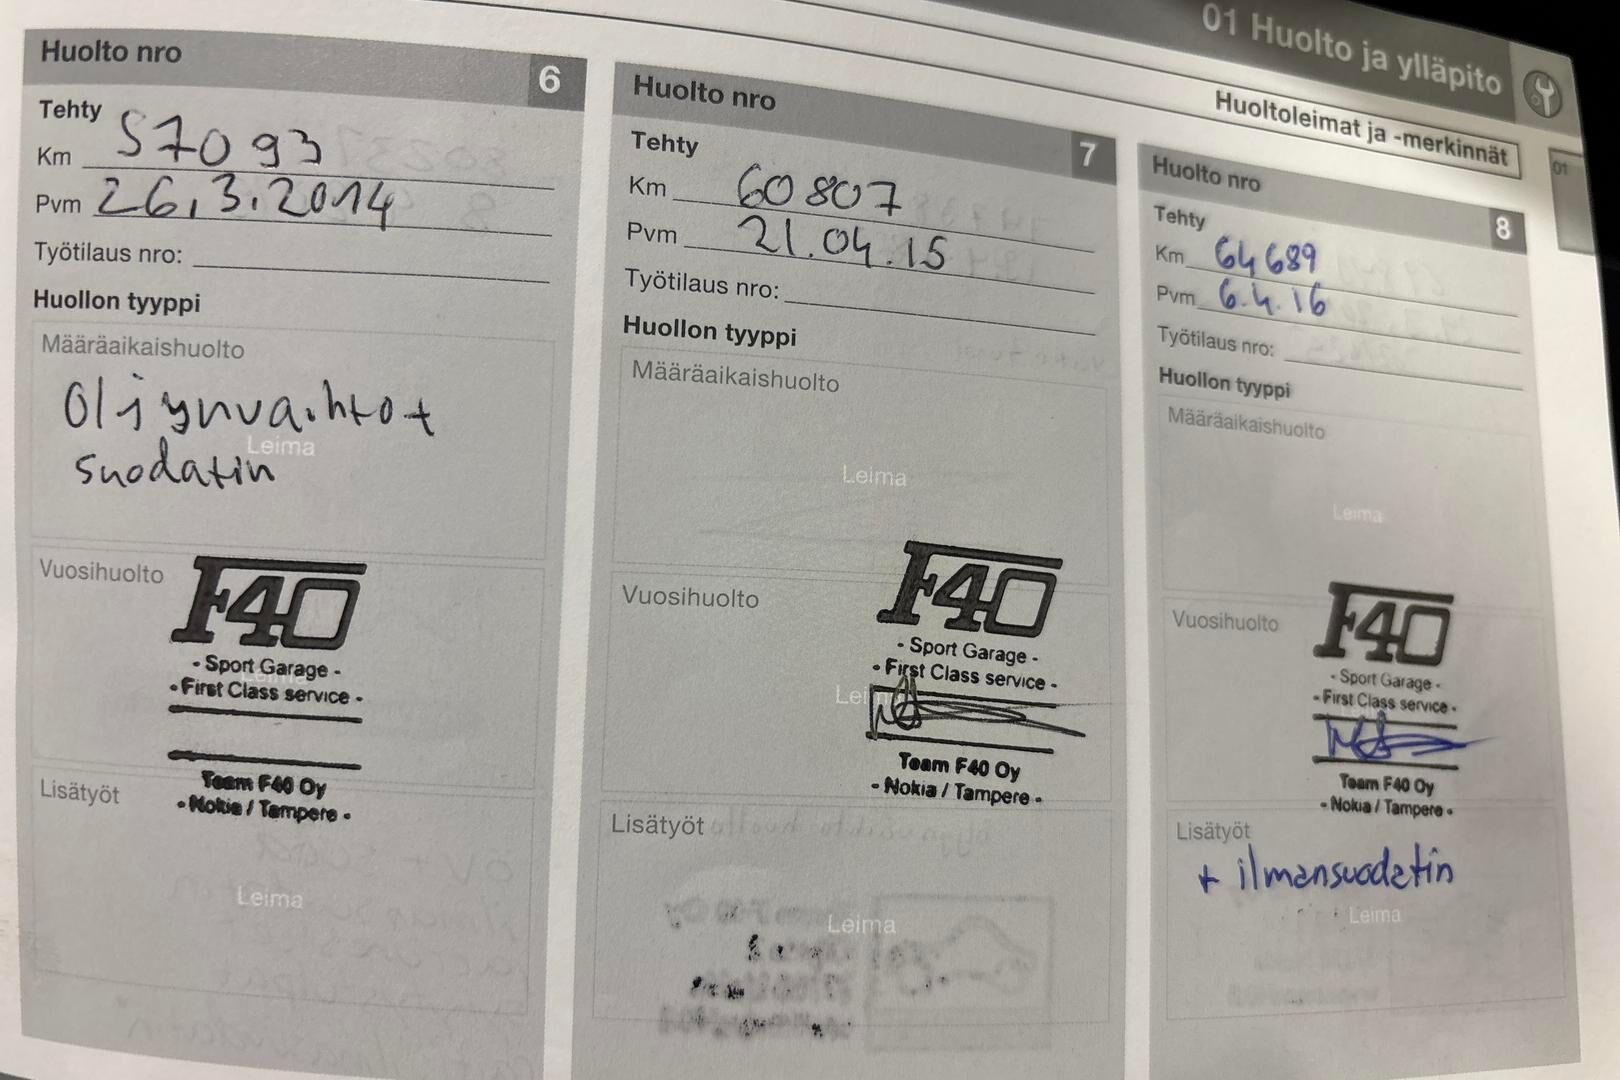 01 Huolto ja ylläpito
Huoltoleimat ja -merkinnät
01
Huolto nro 6
Tehty
Km 57093
Pvm 26.3.2014
Työtilaus nro:
Huollon tyyppi
Määräaikaishuolto
Öljynvaihto +
Leima
suodatin
Vuosihuolto
F40
- Sport Garage -
Leima
- First Class service -
Team F40 Oy
- Nokia / Tampere -
Lisätyöt
Leima
Huolto nro 7
Tehty
Km 60807
Pvm 21.04.15
Työtilaus nro:
Huollon tyyppi
Määräaikaishuolto
Leima
Vuosihuolto
F40
- Sport Garage -
- First Class service -
Leima
Team F40 Oy
- Nokia / Tampere -
Lisätyöt
Leima
Huolto nro 8
Tehty
Km 64689
Pvm 6.4.16
Työtilaus nro:
Huollon tyyppi
Määräaikaishuolto
Leima
Vuosihuolto
F40
- Sport Garage -
- First Class service -
Team F40 Oy
- Nokia / Tampere -
Lisätyöt
+ ilmansuodatin
Leima